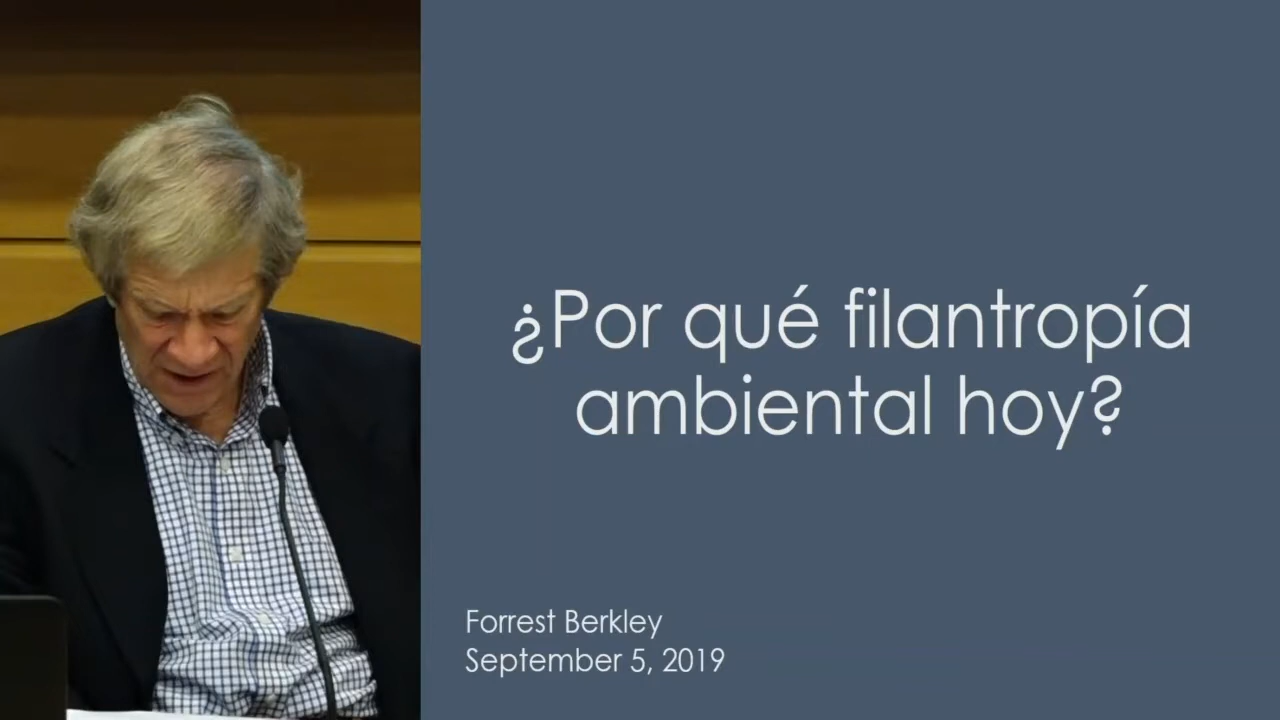 ¿Por qué filantropía
ambiental hoy?
Forrest Berkley
September 5, 2019